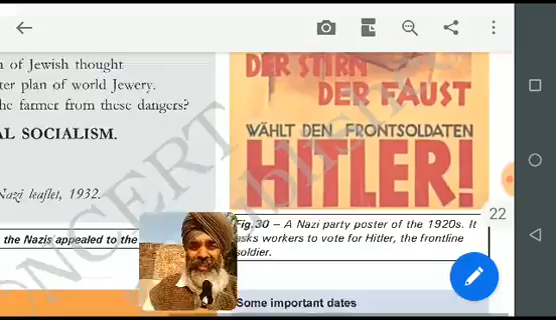 n of Jewish thought
ter plan of world Jewery.
he farmer from these dangers?
AL SOCIALISM.
Nazi leaflet, 1932.
the Nazis appealed to the
DER STIRN
DER FAUST
WÄHLT DEN FRONTSOLDATEN
HITLER!
22
Fig.30 – A Nazi party poster of the 1920s. It
asks workers to vote for Hitler, the frontline
soldier.
Some important dates